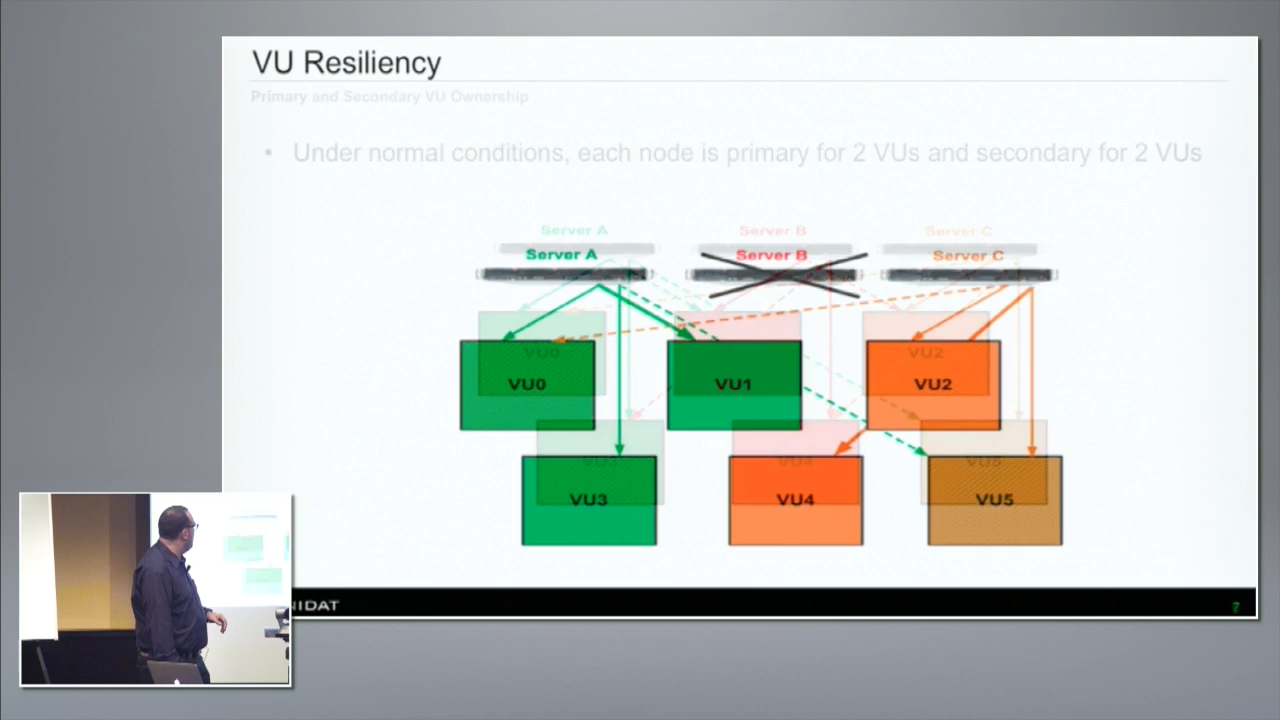 VU Resiliency
Primary and Secondary VU Ownership
• Under normal conditions, each node is primary for 2 VUs and secondary for 2 VUs
Server A Server B Server C
Server A Server B Server C
VU0 VU2
VU0 VU1 VU2
VU3 VU4 VU5
VU3 VU4 VU5
NIDAT
7